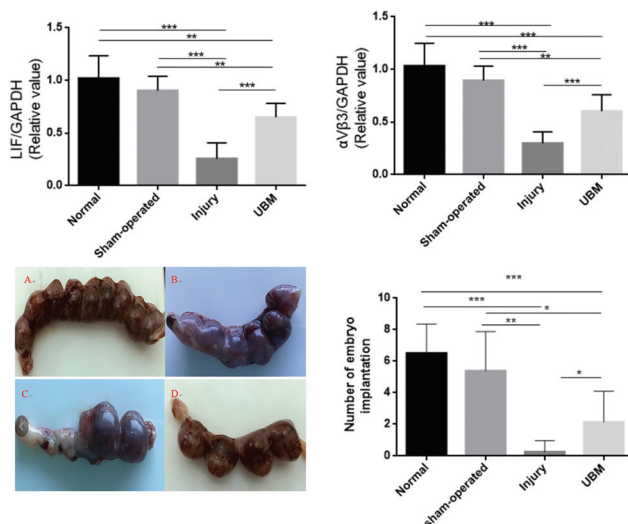 ***
**
***
**
***
LIF/GAPDH
(Relative value)
1.5
1.0
0.5
0.0
Normal
Sham-operated
Injury
UBM
***
***
***
**
***
αVβ3/GAPDH
(Relative value)
1.5
1.0
0.5
0.0
Normal
Sham-operated
Injury
UBM
A
B
C
D
***
***
*
**
*
Number of embryo
implantation
10
8
6
4
2
0
Normal
Sham-operated
Injury
UBM